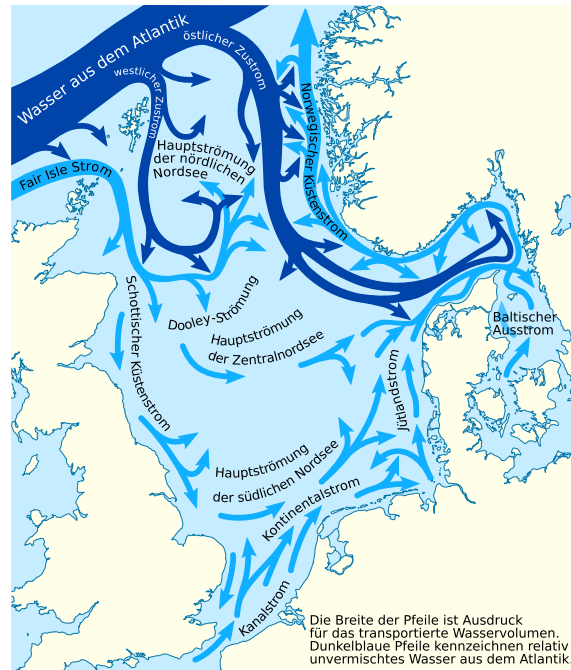 Wasser aus dem Atlantik
östlicher Zustrom
westlicher Zustrom
Norwegischer Küstenstrom
Hauptströmung
der nördlichen
Nordsee
Fair Isle Strom
Schottischer Küstenstrom
Dooley-Strömung
Hauptströmung
der Zentralnordsee
Baltischer
Ausstrom
Jütlandstrom
Hauptströmung
der südlichen Nordsee
Kontinentalstrom
Kanalstrom
Die Breite der Pfeile ist Ausdruck
für das transportierte Wasservolumen.
Dunkelblaue Pfeile kennzeichnen relativ
unvermischtes Wasser aus dem Atlantik